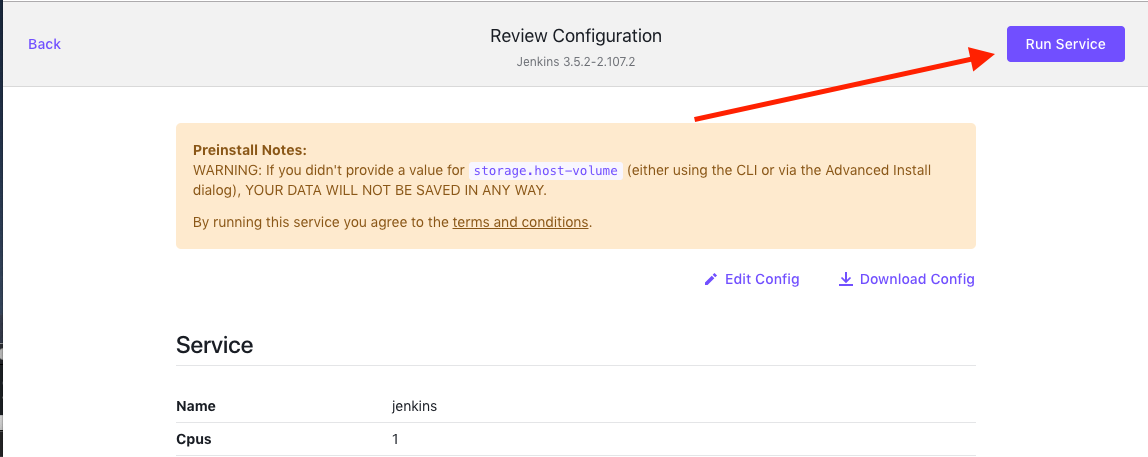 Back
Review Configuration
Jenkins 3.5.2-2.107.2
Run Service
Preinstall Notes:
WARNING: If you didn't provide a value for storage.host-volume (either using the CLI or via the Advanced Install
dialog), YOUR DATA WILL NOT BE SAVED IN ANY WAY.
By running this service you agree to the terms and conditions.
Edit Config
Download Config
Service
Name jenkins
Cpus 1